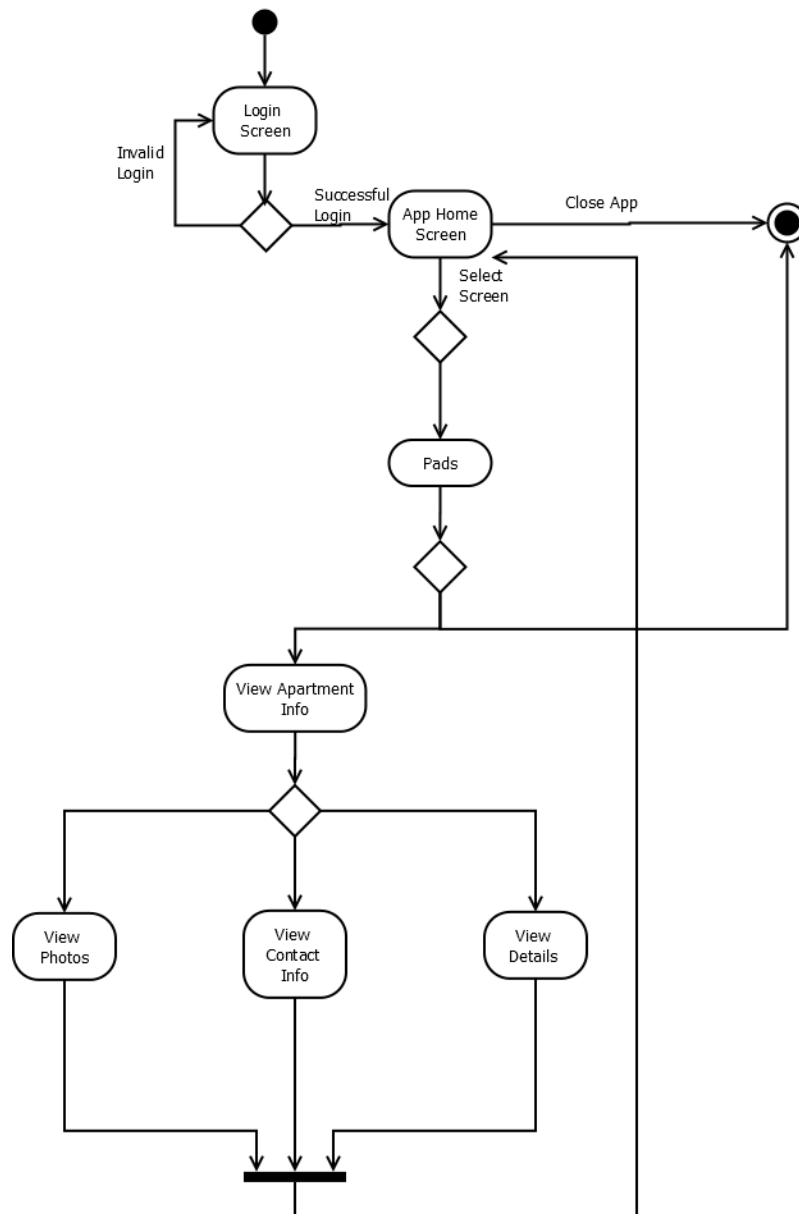 Login
Screen
Invalid
Login
Successful
Login
App Home
Screen
Close App
Select
Screen
Pads
View Apartment
Info
View
Photos
View
Contact
Info
View
Details